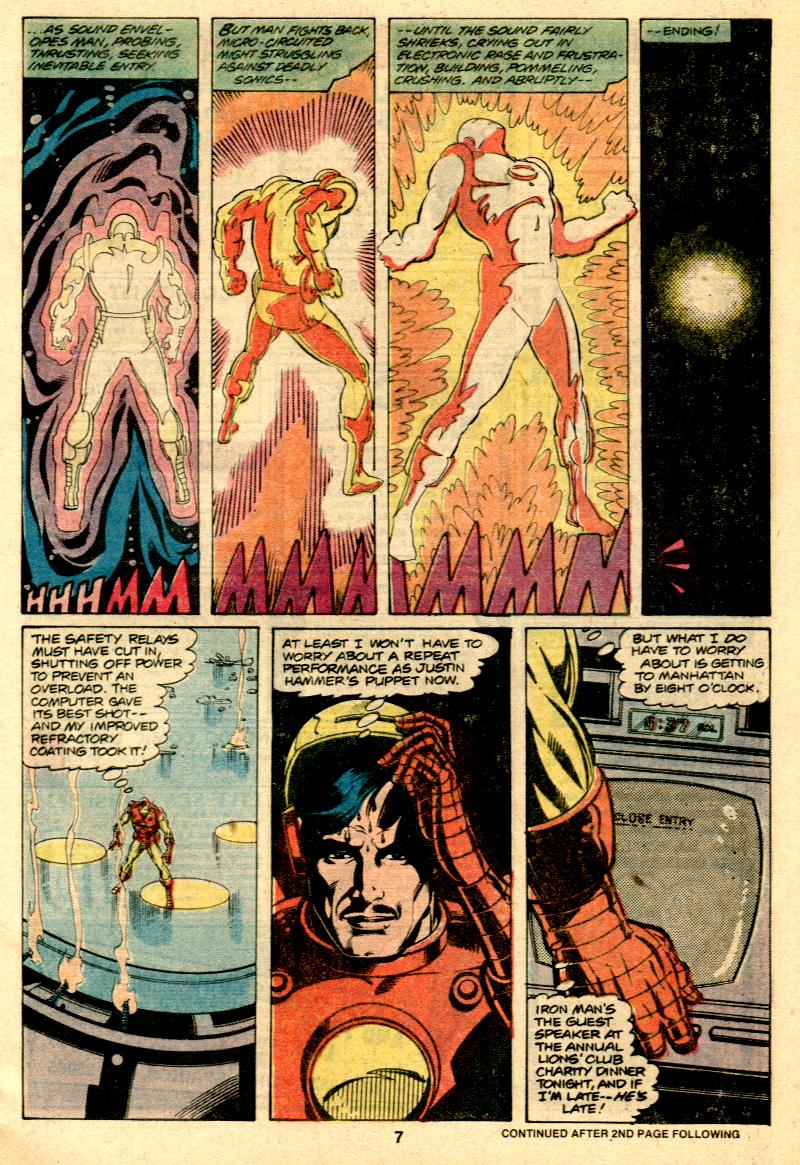 ...AS SOUND ENVEL-
OPES MAN, PROBING,
THRUSTING, SEEKING
INEVITABLE ENTRY.
BUT MAN FIGHTS BACK,
MICRO-CIRCUITED
MIGHT STRUGGLING
AGAINST DEADLY
SONICS--
--UNTIL THE SOUND FAIRLY
SHRIEKS, CRYING OUT IN
ELECTRONIC RAGE AND FRUSTRA-
TION, BUILDING, POMMELING,
CRUSHING, AND ABRUPTLY--
--ENDING!
HHHMM
MMM
MMMM
THE SAFETY RELAYS
MUST HAVE CUT IN,
SHUTTING OFF POWER
TO PREVENT AN
OVERLOAD. THE
COMPUTER GAVE
ITS BEST SHOT--
AND MY IMPROVED
REFRACTORY
COATING TOOK IT!
AT LEAST I WON'T HAVE TO
WORRY ABOUT A REPEAT
PERFORMANCE AS JUSTIN
HAMMER'S PUPPET NOW.
BUT WHAT I DO
HAVE TO WORRY
ABOUT IS GETTING
TO MANHATTAN
BY EIGHT O'CLOCK.
6:37
CLOSE ENTRY
IRON MAN'S
THE GUEST
SPEAKER AT
THE ANNUAL
LIONS' CLUB
CHARITY DINNER
TONIGHT, AND IF
I'M LATE--HE'S
LATE!
7
CONTINUED AFTER 2ND PAGE FOLLOWING